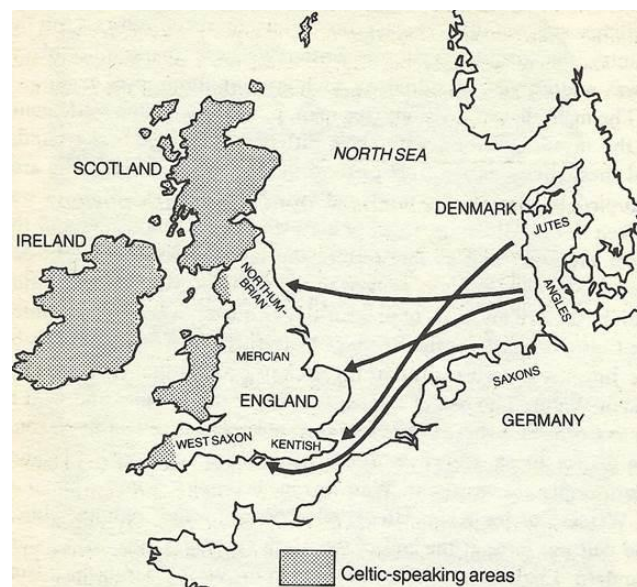 NORTH SEA
SCOTLAND
DENMARK
JUTES
IRELAND
NORTHUM-
BRIAN
ANGLES
MERCIAN
SAXONS
ENGLAND
GERMANY
WEST SAXON
KENTISH
Celtic-speaking areas